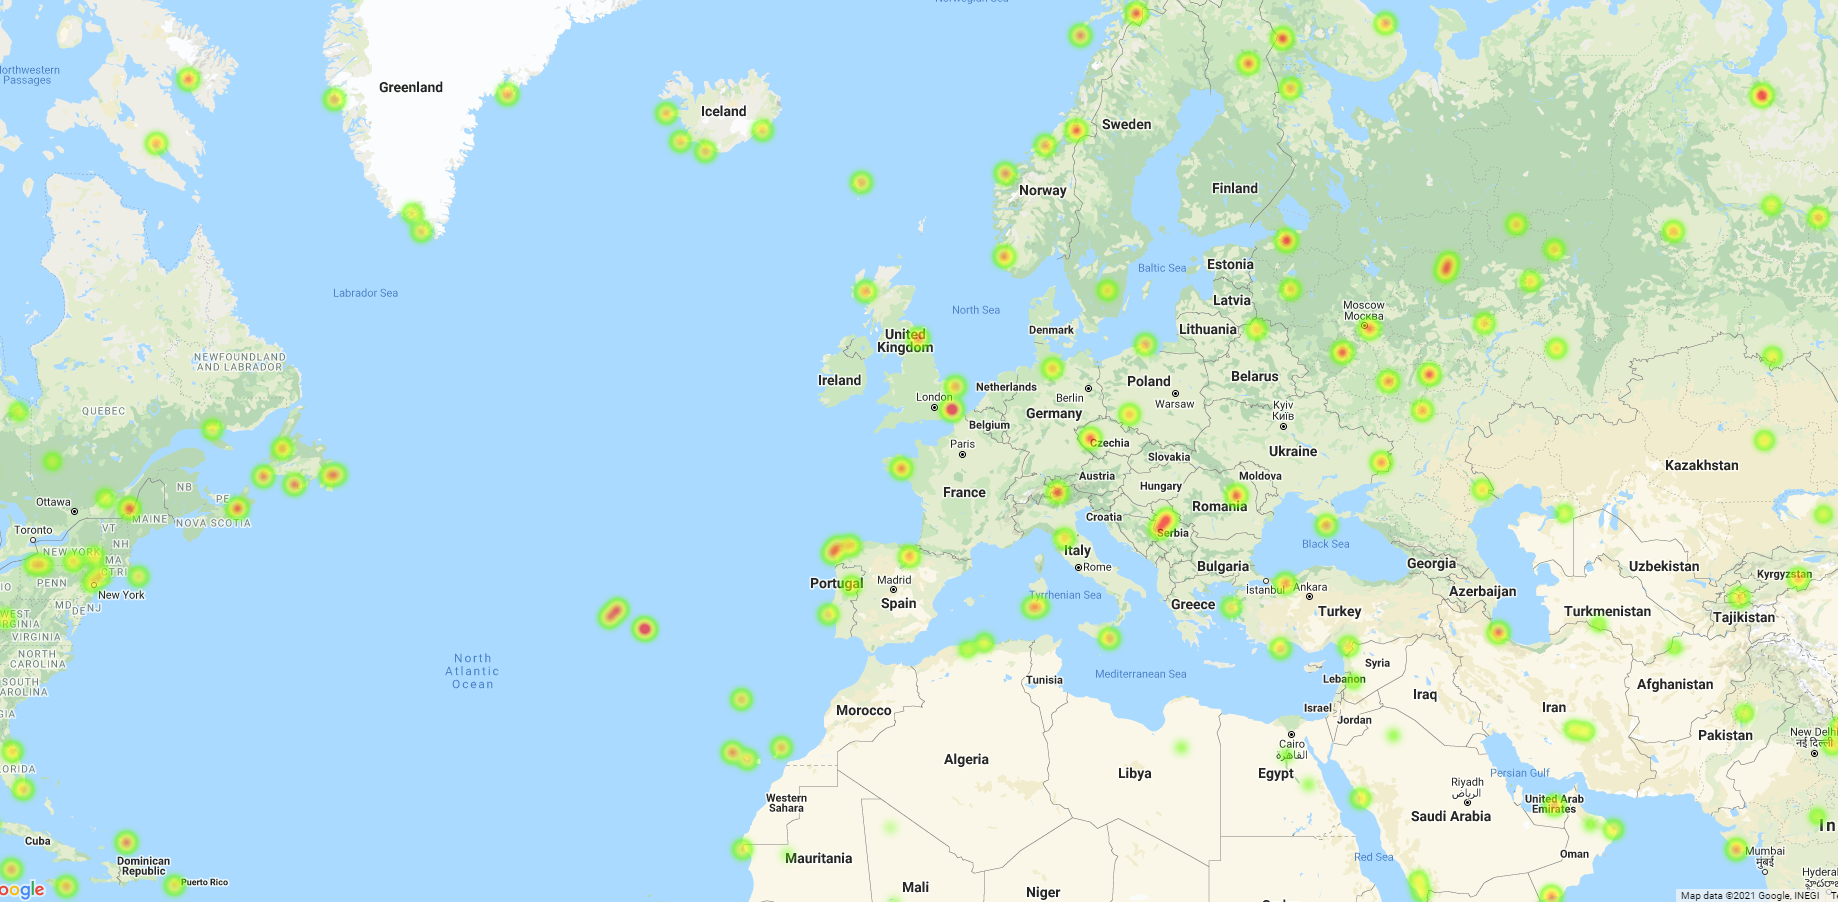 Norwegian Sea
Northwestern
Passages
Greenland
Iceland
Sweden
Finland
Norway
Labrador Sea
Baltic Sea
Estonia
North Sea
Latvia
Moscow
Москва
Denmark
Lithuania
United
Kingdom
NEWFOUNDLAND
AND LABRADOR
Ireland
Netherlands
Poland
Belarus
Berlin
London
Warsaw
Kyiv
Київ
QUEBEC
Germany
Belgium
Paris
Czechia
Ukraine
Slovakia
Kazakhstan
Austria
Moldova
France
Hungary
NB
PE
Ottawa
Romania
MAINE
NOVA SCOTIA
Croatia
Toronto
VT
Serbia
NH
Italy
Black Sea
NEW YORK
MA
Bulgaria
Georgia
Uzbekistan
Rome
CT
RI
PENN
Portugal
Madrid
İstanbul
Ankara
Kyrgyzstan
New York
Tyrrhenian Sea
Azerbaijan
Spain
Greece
Turkey
Turkmenistan
Tajikistan
MD
DE
NJ
WEST
VIRGINIA
VIRGINIA
NORTH
CAROLINA
North
Atlantic
Ocean
Syria
Mediterranean Sea
Tunisia
Lebanon
Afghanistan
SOUTH
CAROLINA
Iraq
Morocco
Israel
Iran
Jordan
Pakistan
New Delhi
नई दिल्ली
Cairo
القاهرة
Algeria
Libya
Egypt
Persian Gulf
FLORIDA
Riyadh
الرياض
Western
Sahara
United Arab
Emirates
Saudi Arabia
In
Cuba
Dominican
Republic
Mauritania
Red Sea
Oman
Mumbai
मुंबई
Puerto Rico
Mali
Niger
Hydera
oogle
Map data ©2021 Google, INEGI